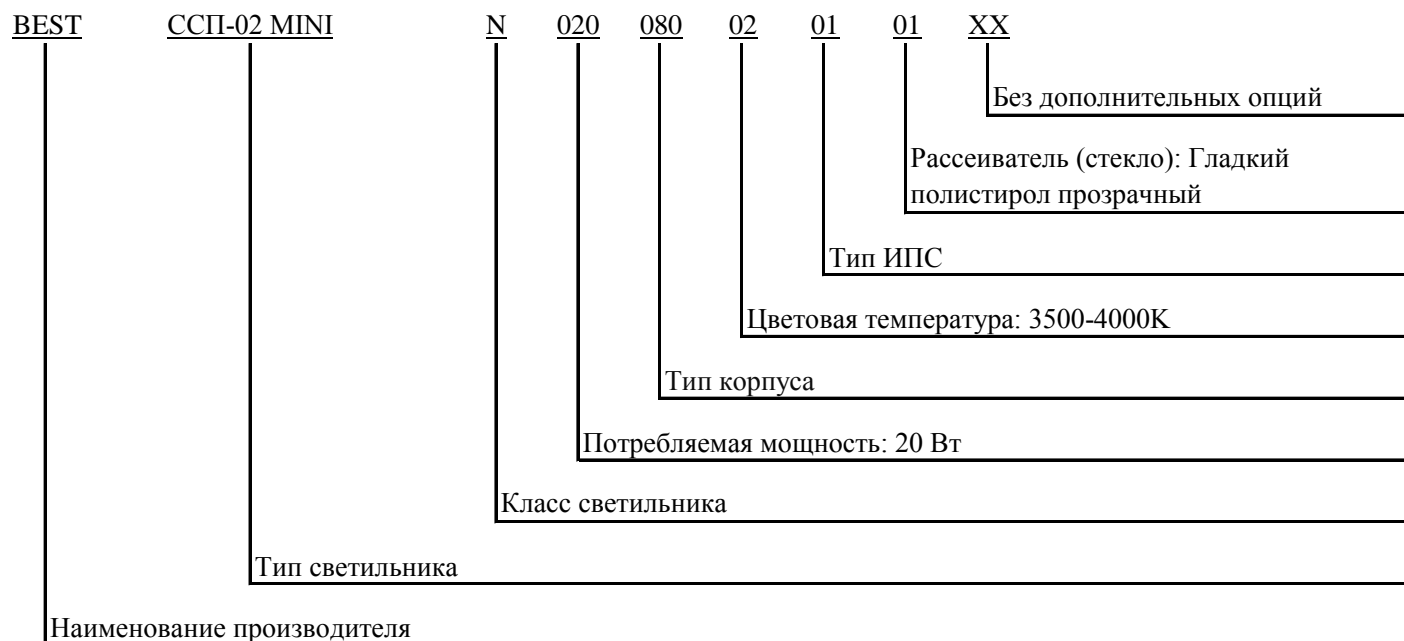 BEST ССП-02 MINI N 020 080 02 01 01 XX
Без дополнительных опций
Рассеиватель (стекло): Гладкий
полистирол прозрачный
Тип ИПС
Цветовая температура: 3500-4000K
Тип корпуса
Потребляемая мощность: 20 Вт
Класс светильника
Тип светильника
Наименование производителя